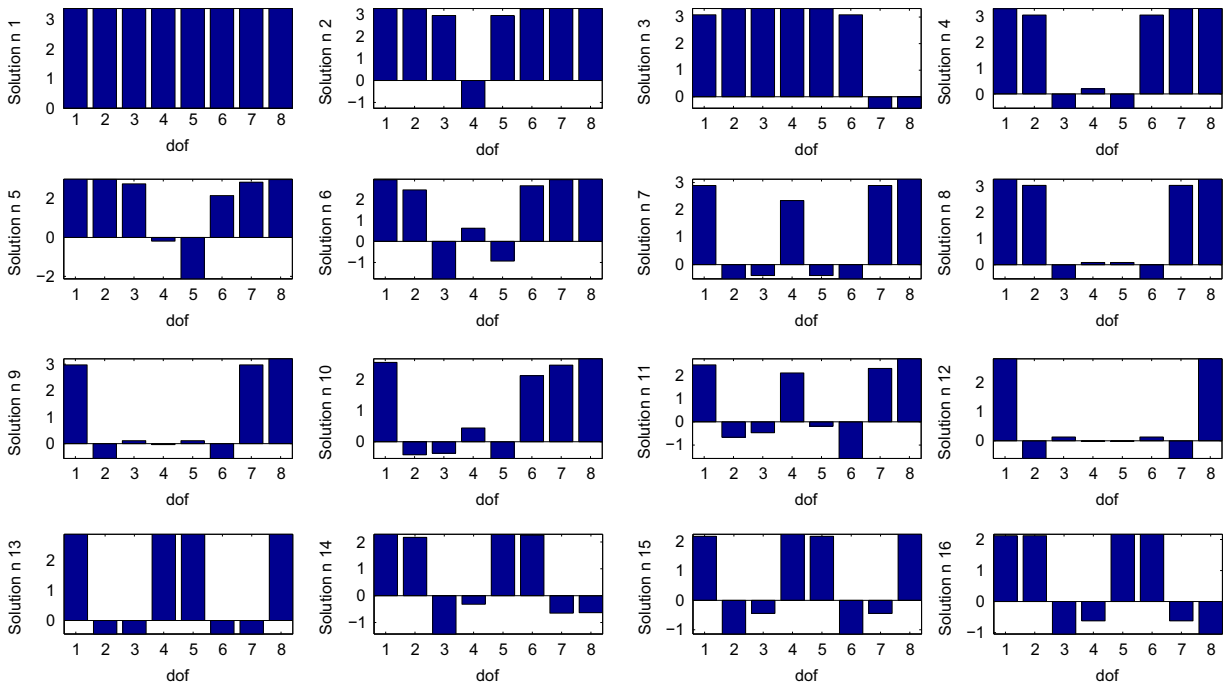 Solution n 1
3
2
1
0
1 2 3 4 5 6 7 8
dof
Solution n 2
3
2
1
0
−1
1 2 3 4 5 6 7 8
dof
Solution n 3
3
2
1
0
1 2 3 4 5 6 7 8
dof
Solution n 4
3
2
1
0
1 2 3 4 5 6 7 8
dof
Solution n 5
2
0
−2
1 2 3 4 5 6 7 8
dof
Solution n 6
2
1
0
−1
1 2 3 4 5 6 7 8
dof
Solution n 7
3
2
1
0
1 2 3 4 5 6 7 8
dof
Solution n 8
3
2
1
0
1 2 3 4 5 6 7 8
dof
Solution n 9
3
2
1
0
1 2 3 4 5 6 7 8
dof
Solution n 10
2
1
0
1 2 3 4 5 6 7 8
dof
Solution n 11
2
1
0
−1
1 2 3 4 5 6 7 8
dof
Solution n 12
2
1
0
1 2 3 4 5 6 7 8
dof
Solution n 13
2
1
0
1 2 3 4 5 6 7 8
dof
Solution n 14
2
1
0
−1
1 2 3 4 5 6 7 8
dof
Solution n 15
2
1
0
−1
1 2 3 4 5 6 7 8
dof
Solution n 16
2
1
0
−1
1 2 3 4 5 6 7 8
dof